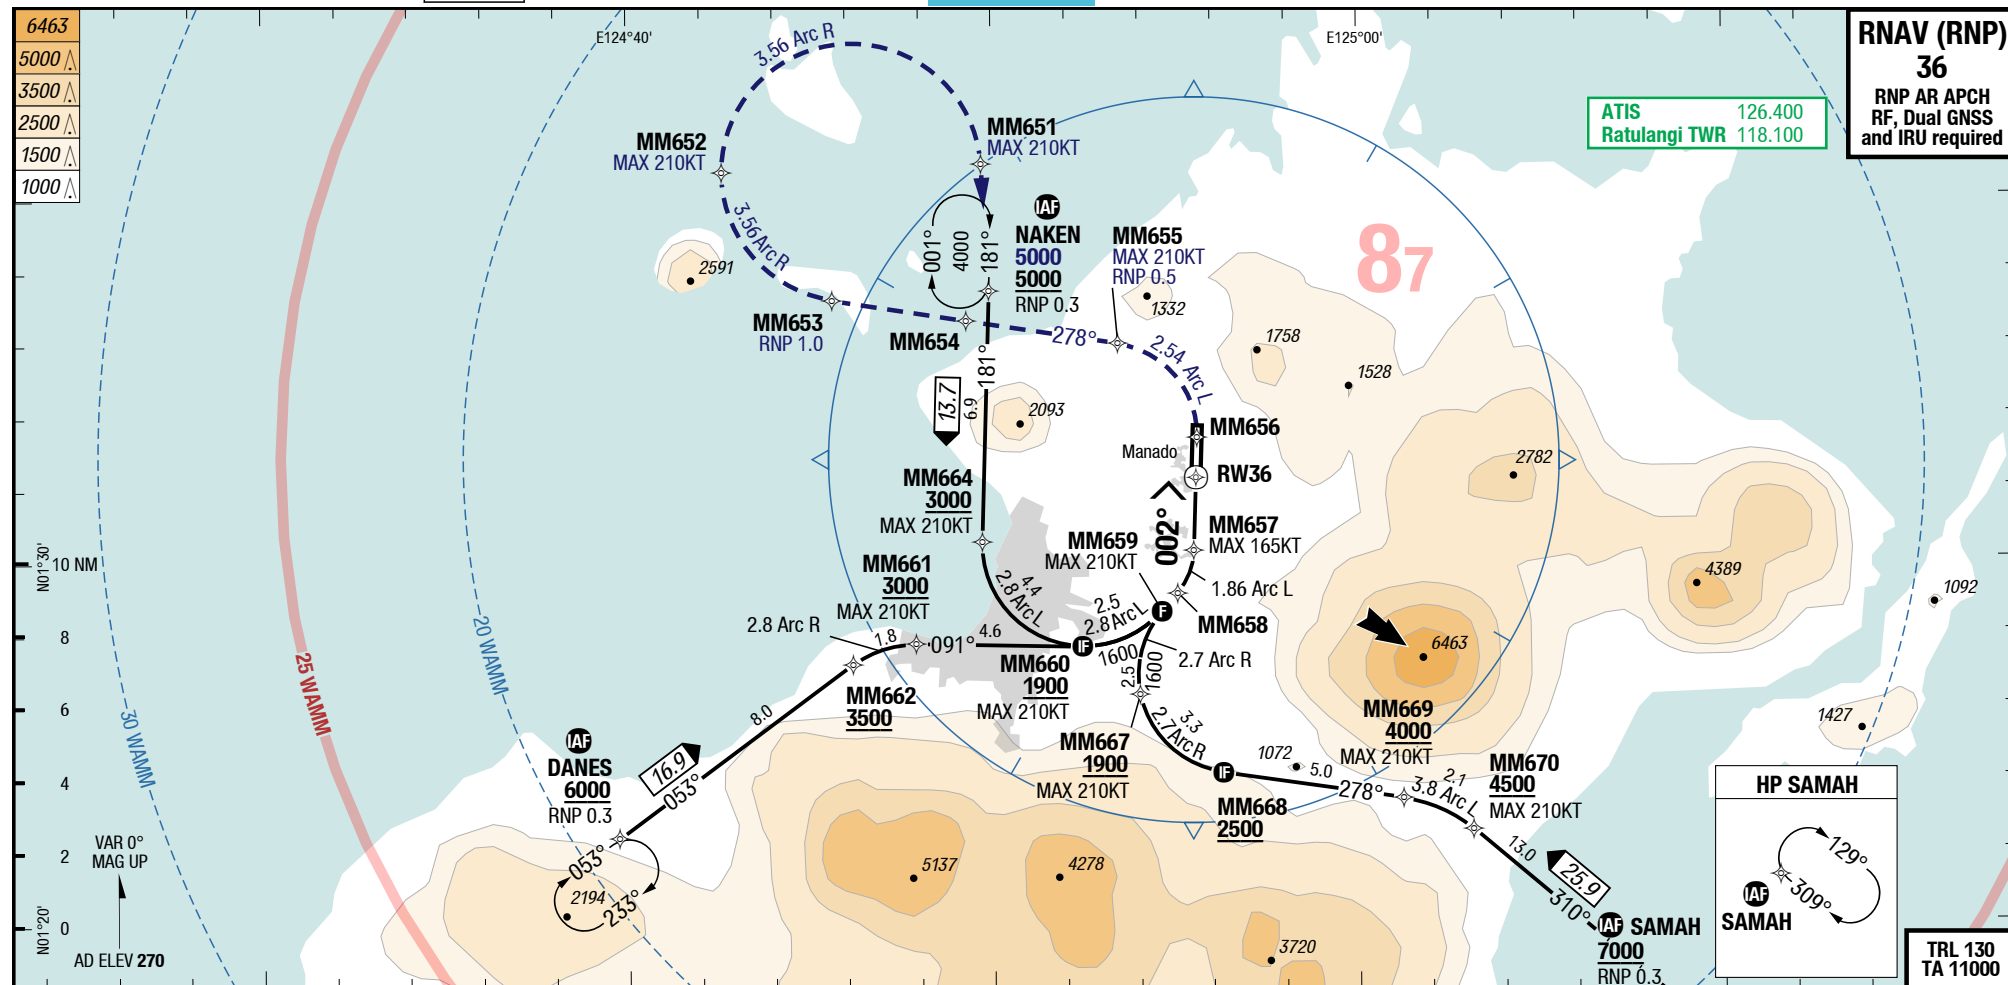 6463
5000
3500
2500
1500
1000
E124°40'
E125°00'
RNAV (RNP)
36
RNP AR APCH
RF, Dual GNSS
and IRU required
ATIS 126.400
Ratulangi TWR 118.100
3.56 Arc R
MM651
MAX 210KT
MM652
MAX 210KT
3.56 Arc R
001°
4000
181°
IAF
NAKEN
5000
5000
RNP 0.3
MM655
MAX 210KT
RNP 0.5
87
2591
1332
MM653
RNP 1.0
MM654
278°
2.54 Arc L
1758
1528
181°
13.7
6.9
2093
MM656
Manado
RW36
2782
MM664
3000
MAX 210KT
002°
MM657
MAX 165KT
MM659
MAX 210KT
N01°30'
10 NM
MM661
3000
MAX 210KT
4.4
2.8 Arc L
2.5
2.8 Arc L
1.86 Arc L
4389
1092
F
MM658
2.8 Arc R
1.8
091°
4.6
IF
1600
2.7 Arc R
6463
8
MM660
1900
MAX 210KT
2.5
1600
25 WAMM
20 WAMM
30 WAMM
MM662
3500
8.0
6
3.3
2.7 Arc R
MM669
4000
MAX 210KT
1427
IAF
DANES
6000
RNP 0.3
16.9
053°
MM667
1900
MAX 210KT
1072
IF
5.0
278°
2.1
3.8 Arc L
MM670
4500
MAX 210KT
HP SAMAH
4
MM668
2500
VAR 0°
MAG UP
2
053°
233°
2194
5137
4278
13.0
25.9
310°
129°
309°
IAF
SAMAH
N01°20'
0
IAF SAMAH
7000
RNP 0.3
3720
AD ELEV 270
TRL 130
TA 11000